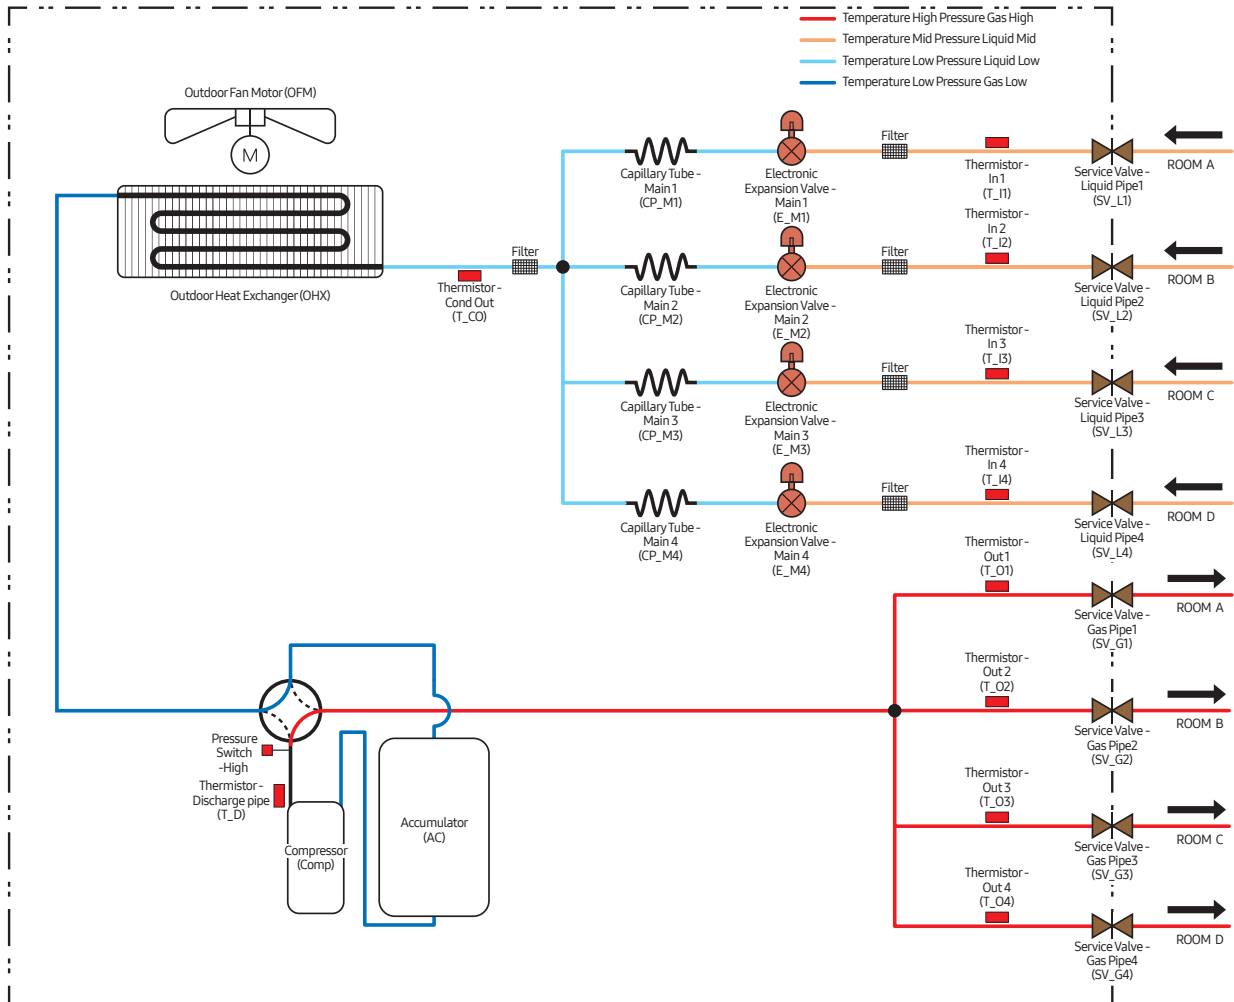 Temperature High Pressure Gas High
Temperature Mid Pressure Liquid Mid
Temperature Low Pressure Liquid Low
Temperature Low Pressure Gas Low
Outdoor Fan Motor (OFM)
M
Outdoor Heat Exchanger (OHX)
Thermistor -
Cond Out
(T_CO)
Filter
Capillary Tube -
Main 1
(CP_M1)
Electronic
Expansion Valve -
Main 1
(E_M1)
Filter
Thermistor -
In 1
(T_I1)
Service Valve -
Liquid Pipe1
(SV_L1)
ROOM A
Capillary Tube -
Main 2
(CP_M2)
Electronic
Expansion Valve -
Main 2
(E_M2)
Filter
Thermistor -
In 2
(T_I2)
Service Valve -
Liquid Pipe2
(SV_L2)
ROOM B
Capillary Tube -
Main 3
(CP_M3)
Electronic
Expansion Valve -
Main 3
(E_M3)
Filter
Thermistor -
In 3
(T_I3)
Service Valve -
Liquid Pipe3
(SV_L3)
ROOM C
Capillary Tube -
Main 4
(CP_M4)
Electronic
Expansion Valve -
Main 4
(E_M4)
Filter
Thermistor -
In 4
(T_I4)
Service Valve -
Liquid Pipe4
(SV_L4)
ROOM D
Thermistor -
Out 1
(T_O1)
Service Valve -
Gas Pipe1
(SV_G1)
ROOM A
Thermistor -
Out 2
(T_O2)
Service Valve -
Gas Pipe2
(SV_G2)
ROOM B
Thermistor -
Out 3
(T_O3)
Service Valve -
Gas Pipe3
(SV_G3)
ROOM C
Thermistor -
Out 4
(T_O4)
Service Valve -
Gas Pipe4
(SV_G4)
ROOM D
Pressure
Switch
-High
Thermistor -
Discharge pipe
(T_D)
Compressor
(Comp)
Accumulator
(AC)